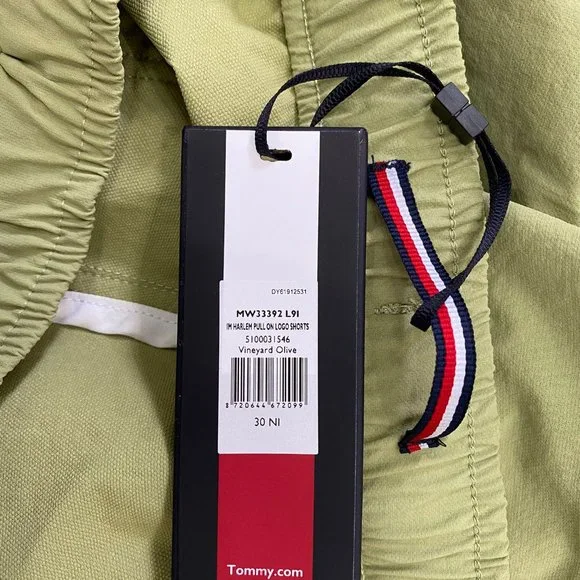 DY61912531
MW33392 L9I
IM HARLEM PULL ON LOGO SHORTS
5100031546
Vineyard Olive
8 720644 672099
30 NI
Tommy.com